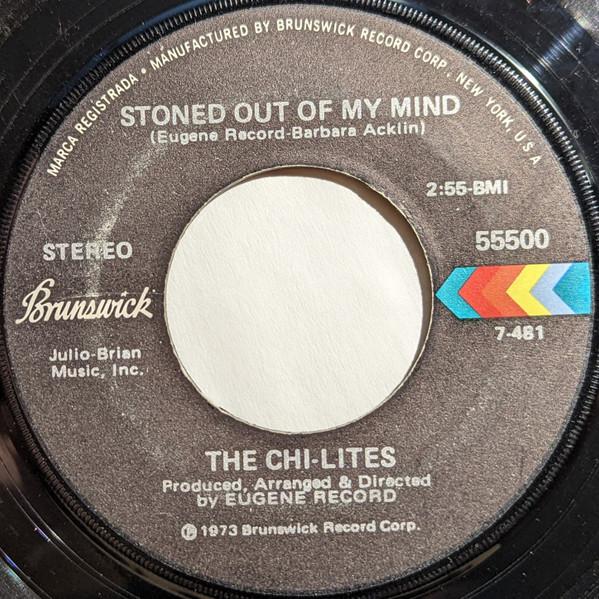 MARCA REGISTRADA • MANUFACTURED BY BRUNSWICK RECORD CORP. • NEW YORK, U.S.A
STONED OUT OF MY MIND
(Eugene Record-Barbara Acklin)
2:55-BMI
STEREO
55500
Brunswick
7-481
Julio-Brian
Music, Inc.
THE CHI-LITES
Produced, Arranged & Directed
by EUGENE RECORD
Ⓟ 1973 Brunswick Record Corp.